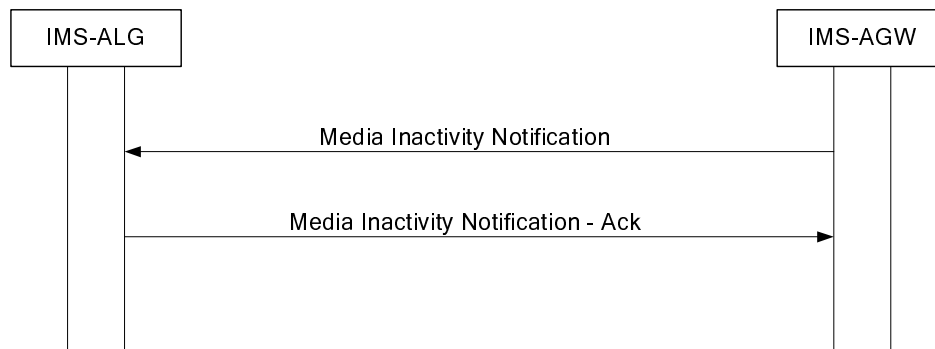 IMS-ALG
IMS-AGW
Media Inactivity Notification
Media Inactivity Notification - Ack